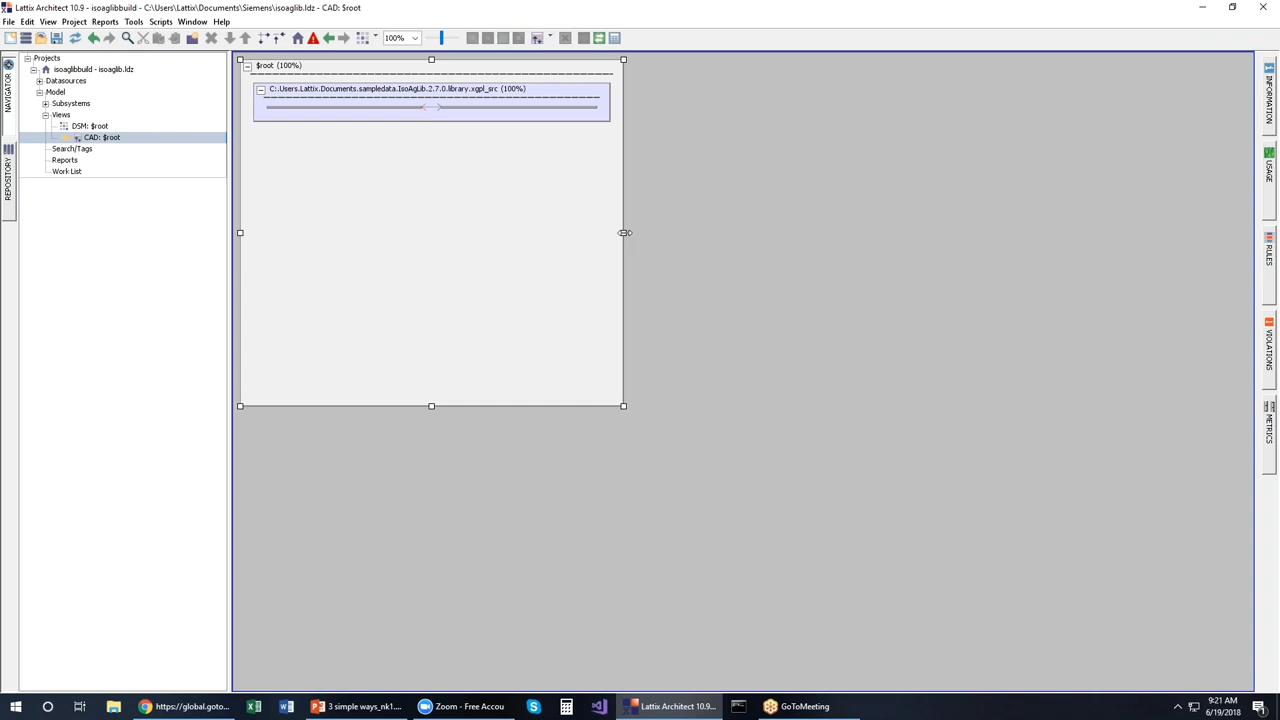 Lattix Architect 10.9 - isoaglibbuild - C:\Users\Lattix\Documents\Siemens\isoaglib.ldz - CAD: $root
File Edit View Project Reports Tools Scripts Window Help
100%
NAVIGATOR
REPOSITORY
Projects
isoaglibbuild - isoaglib.ldz
Datasources
Model
Subsystems
Views
DSM: $root
CAD: $root
Search/Tags
Reports
Work List
$root (100%)
C:.Users.Lattix.Documents.sampledata.IsoAgLib.2.7.0.library.xgpl_src (100%)
INFORMATION
USAGE
RULES
VIOLATIONS
METRICS
https://global.goto... 3 simple ways_nk1.... Zoom - Free Accou Lattix Architect 10.9... GoToMeeting
9:21 AM
6/19/2018